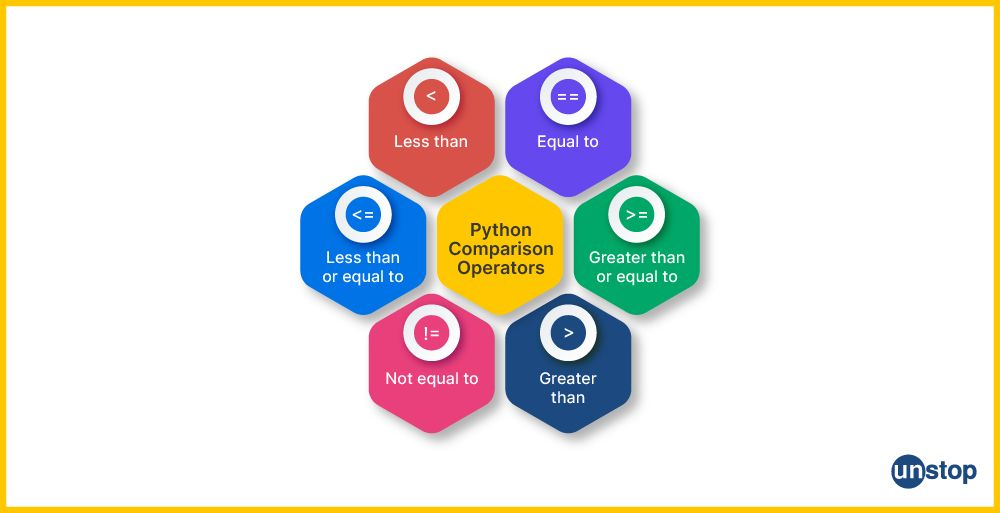 <
Less than
==
Equal to
<=
Less than
or equal to
Python
Comparison
Operators
>=
Greater than
or equal to
!=
Not equal to
>
Greater
than
unstop